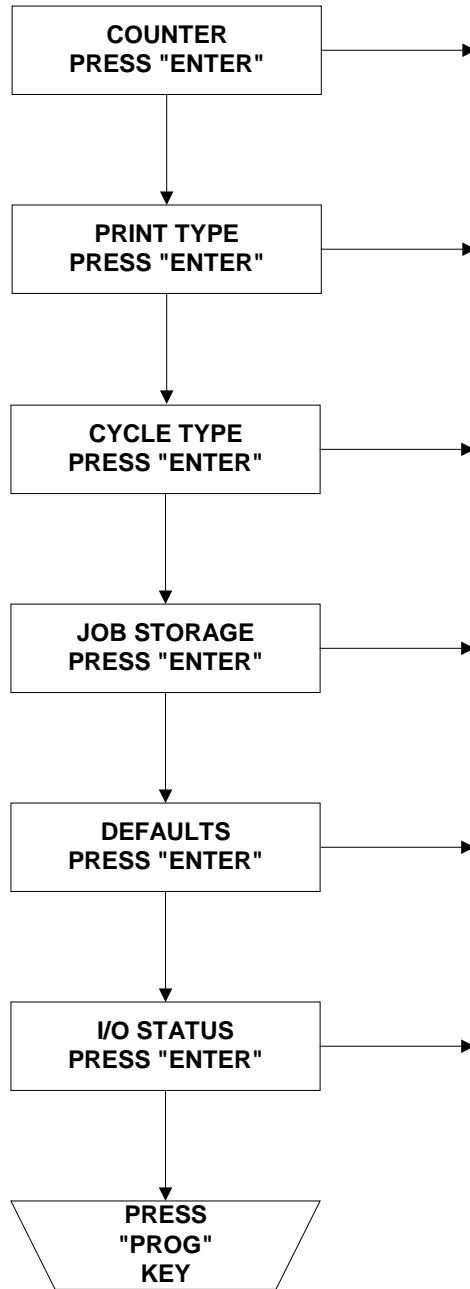 COUNTER
PRESS "ENTER"
PRINT TYPE
PRESS "ENTER"
CYCLE TYPE
PRESS "ENTER"
JOB STORAGE
PRESS "ENTER"
DEFAULTS
PRESS "ENTER"
I/O STATUS
PRESS "ENTER"
PRESS
"PROG"
KEY